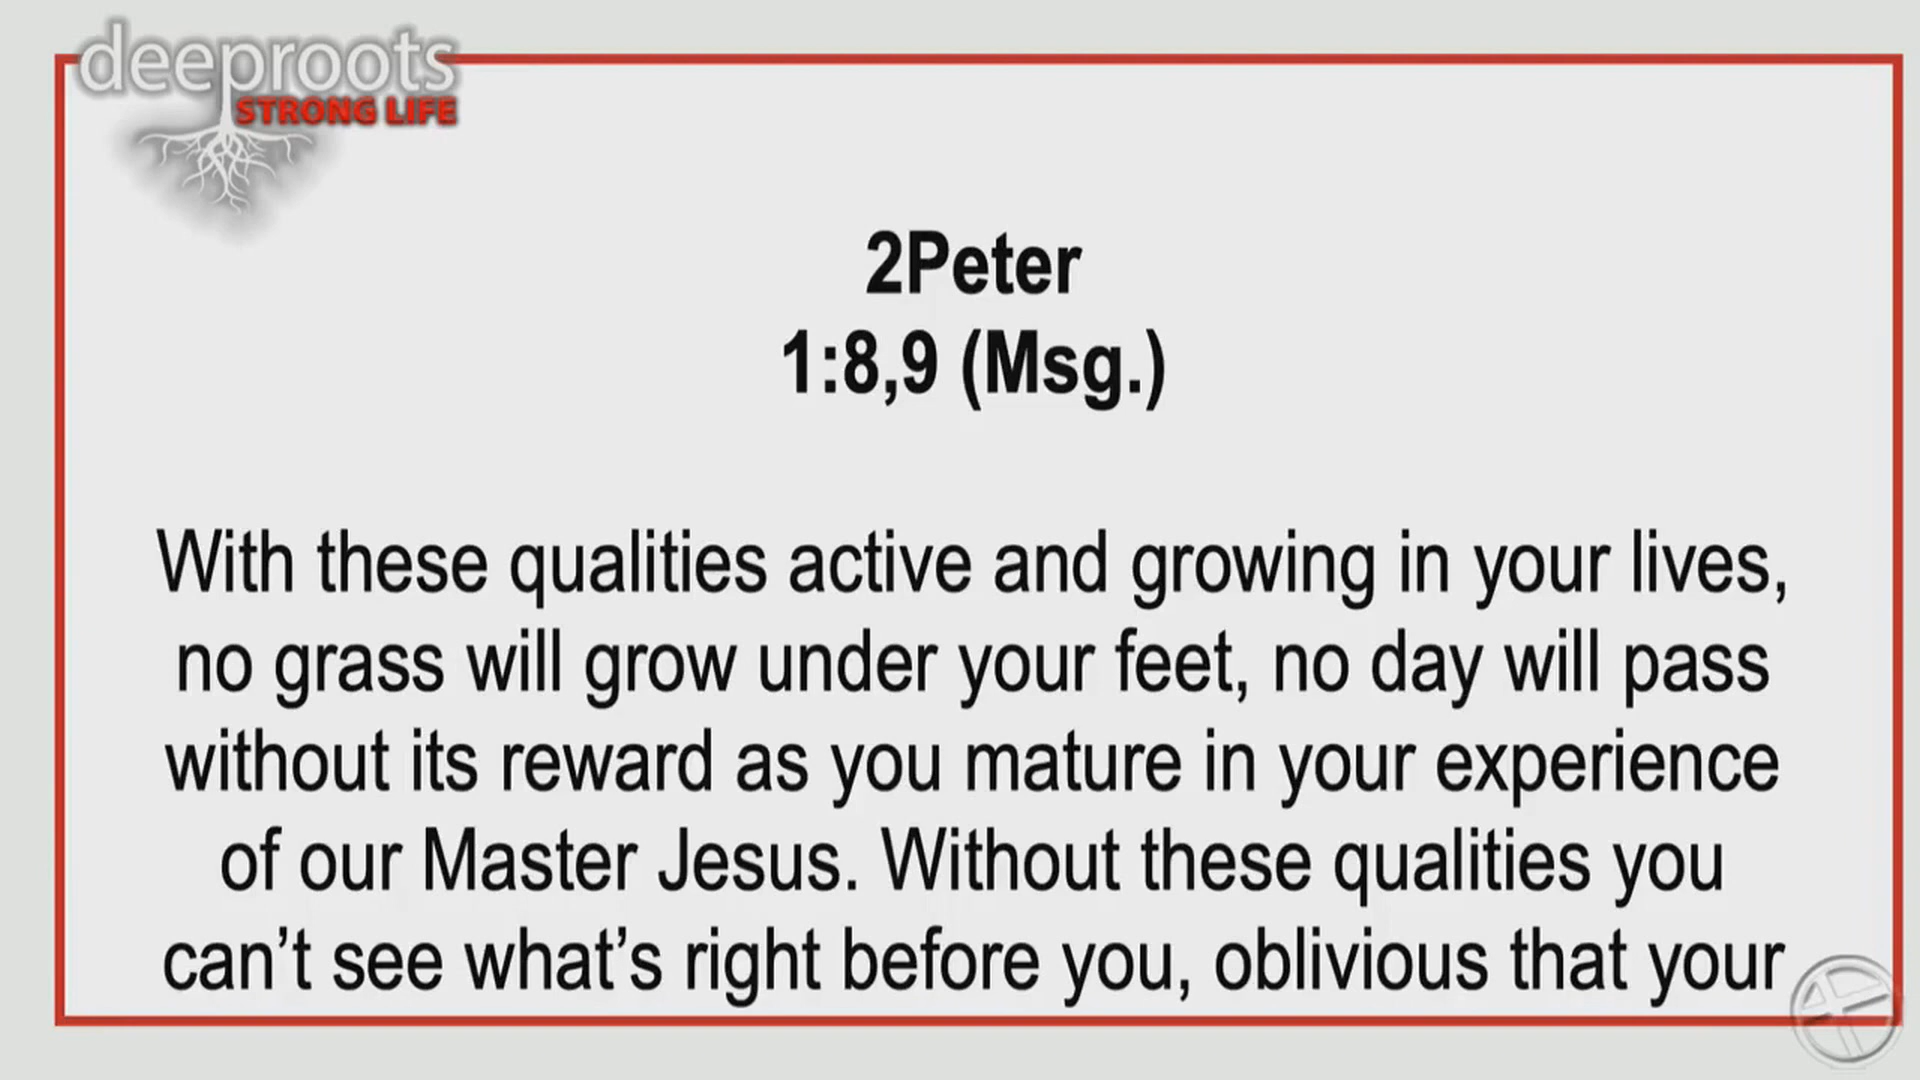 deeproots
STRONG LIFE
2Peter
1:8,9 (Msg.)
With these qualities active and growing in your lives,
no grass will grow under your feet, no day will pass
without its reward as you mature in your experience
of our Master Jesus. Without these qualities you
can’t see what’s right before you, oblivious that your